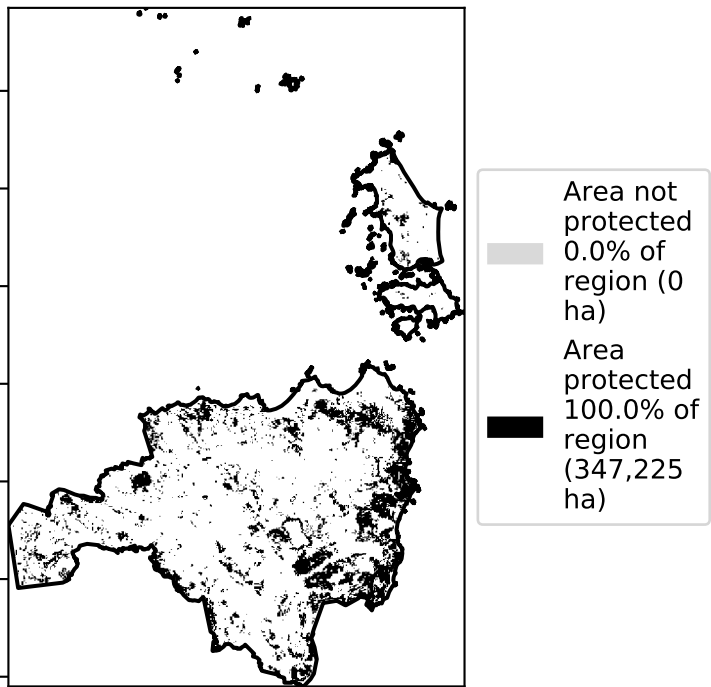 Area not
protected
0.0% of
region (0
ha)
Area
protected
100.0% of
region
(347,225
ha)